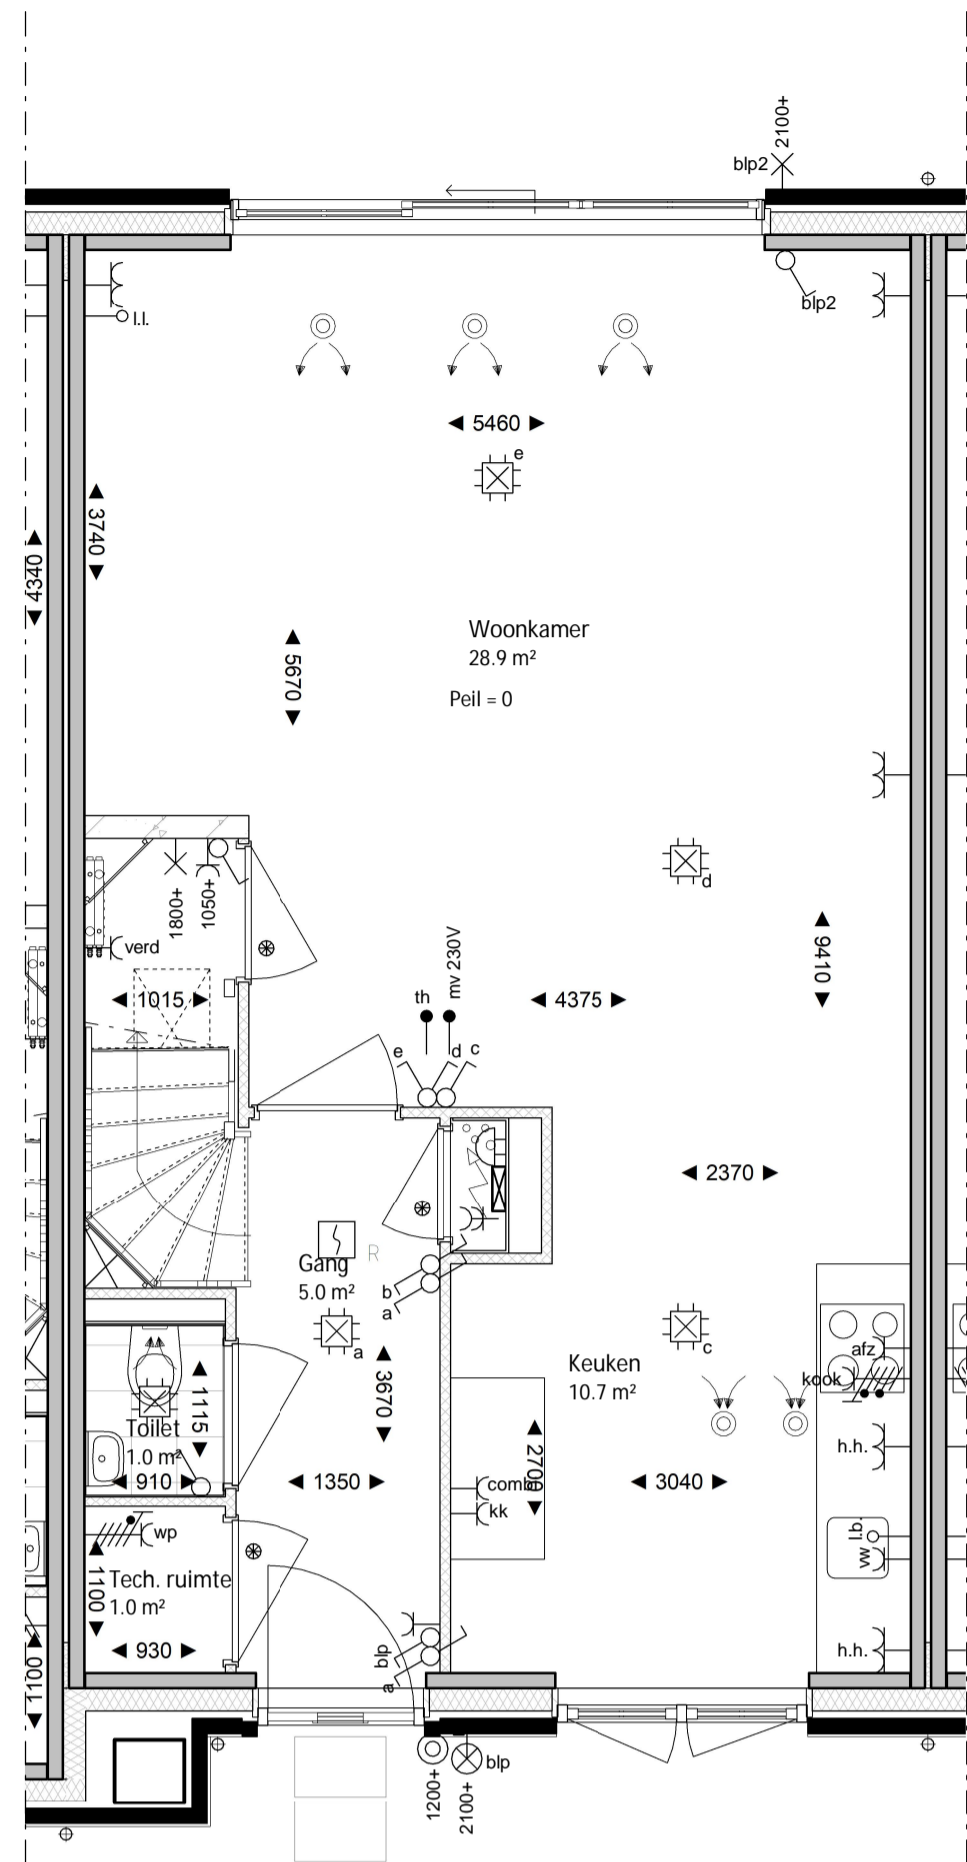 2100+
blp2
blp2
l.l.
◄ 5460 ►
e
◄ 3740 ►
◄ 4340 ►
Woonkamer
28.9 m²
◄ 5670 ►
Peil = 0
d
1800+
1050+
verd
◄ 9410 ►
mv 230V
th
◄ 1015 ►
◄ 4375 ►
e
d
c
◄ 2370 ►
R
Gang
5.0 m²
b
a
a
c
afz
kook
Keuken
10.7 m²
◄ 3670 ►
◄ 1115 ►
Toilet
1.0 m²
h.h.
◄ 910 ►
◄ 1350 ►
◄ 2700 ►
combi
kk
◄ 3040 ►
wp
l.b.
vw
◄ 1100 ►
Tech. ruimte
1.0 m²
◄ 930 ►
blp
a
h.h.
◄ 1100 ►
blp
1200+
2100+